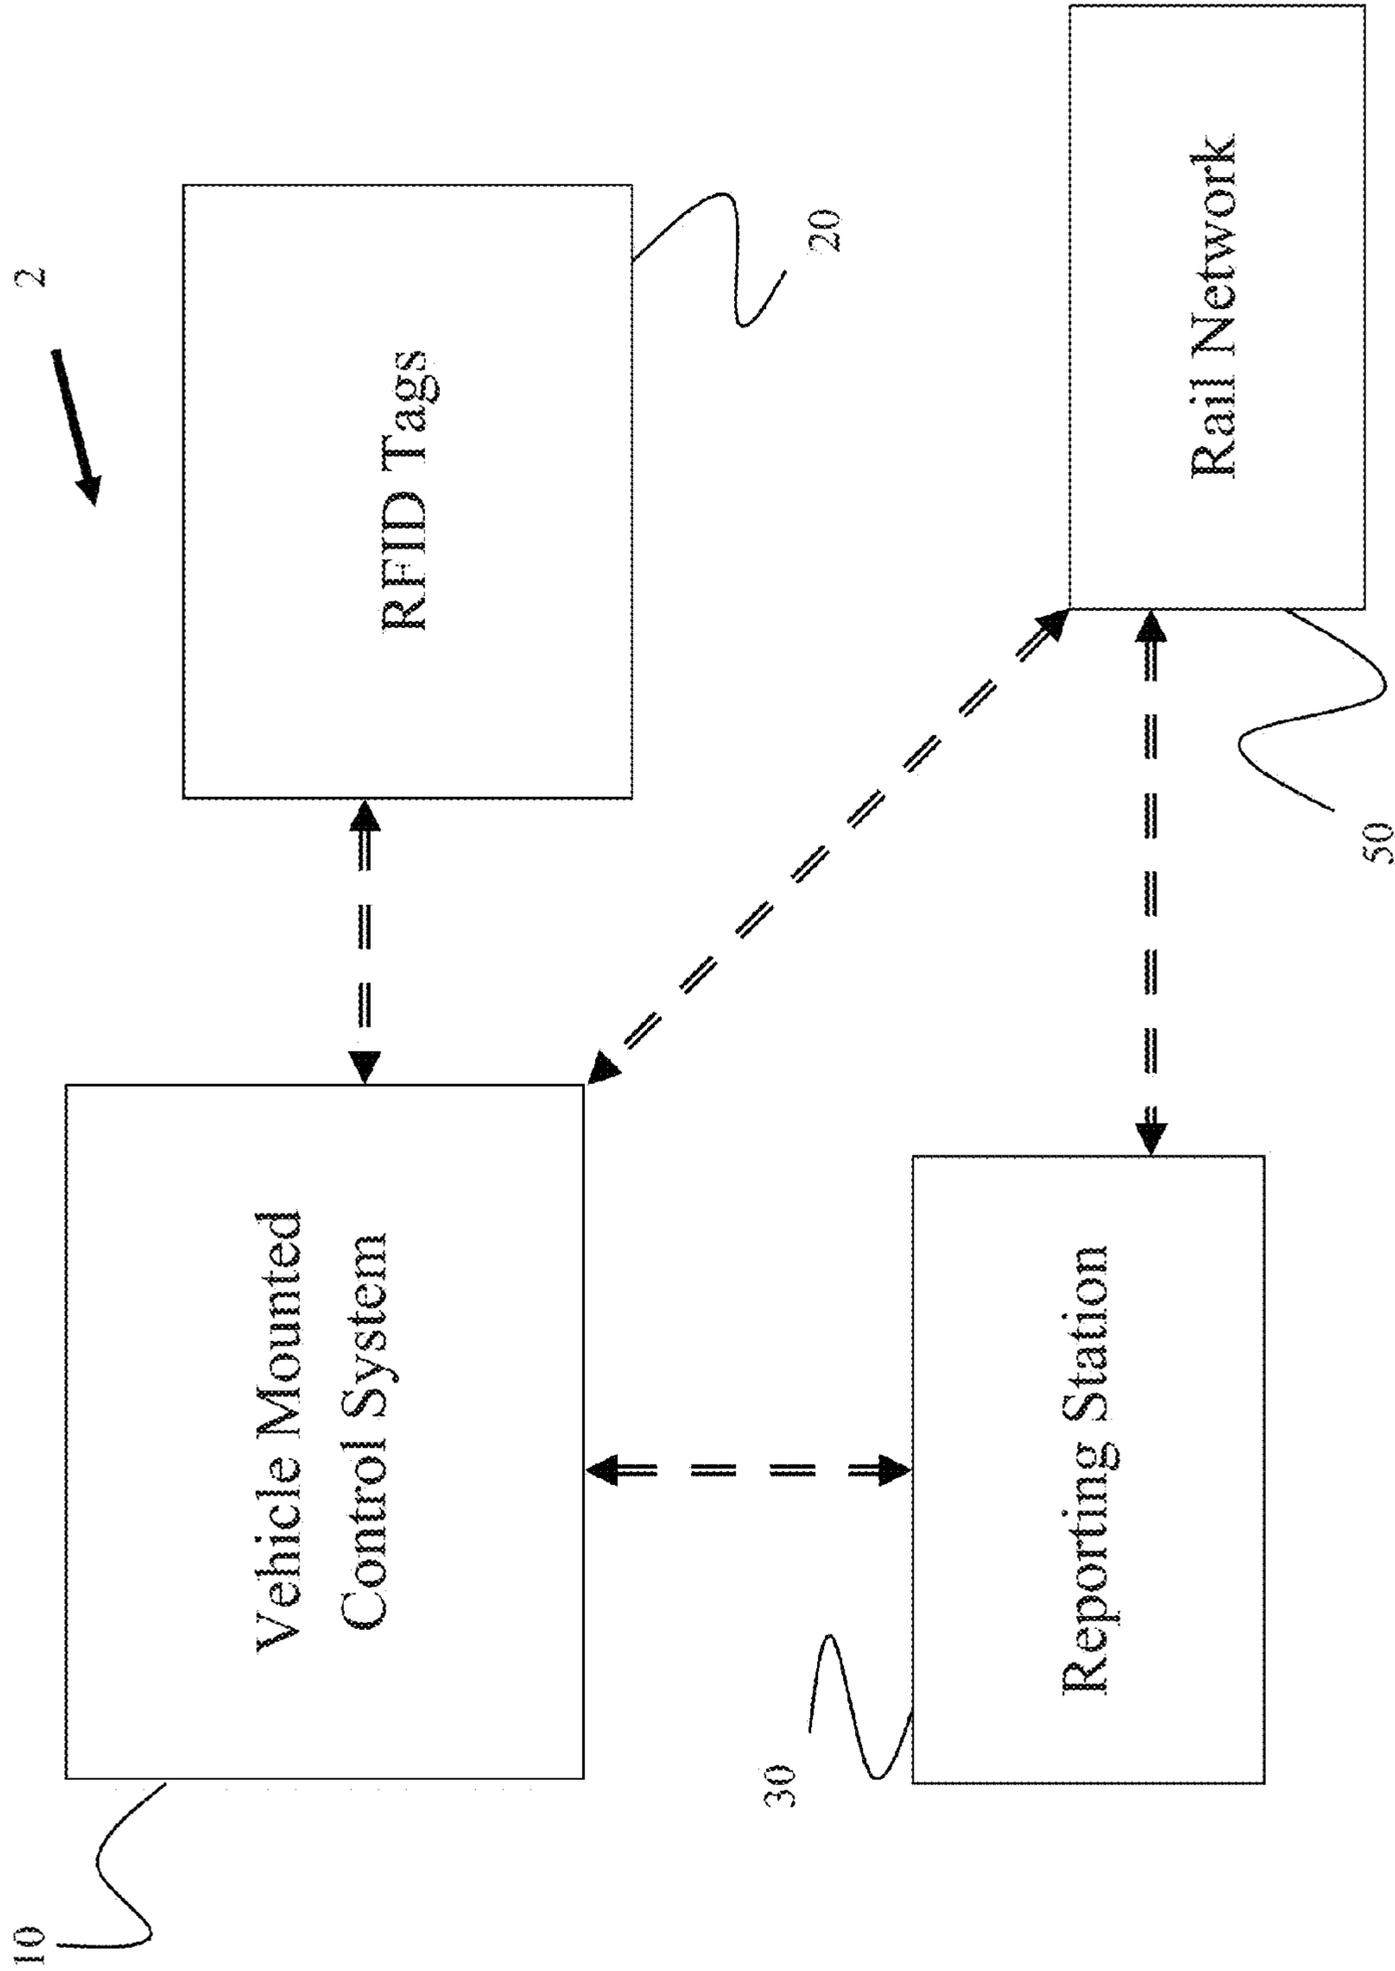 2
10
Vehicle Mounted
Control System
RFID Tags
20
30
Reporting Station
Rail Network
50